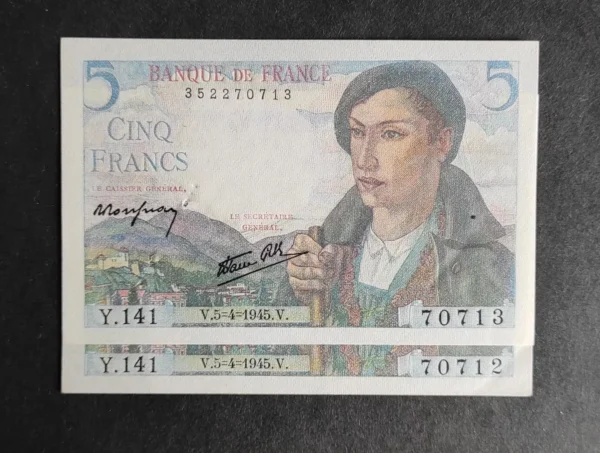 5 BANQUE DE FRANCE 5
352270713
CINQ
FRANCS
LE CAISSIER GÉNÉRAL,
LE SECRÉTAIRE
GÉNÉRAL,
Y.141 V.5=4=1945.V. 70713
Y.141 V.5=4=1945.V. 70712